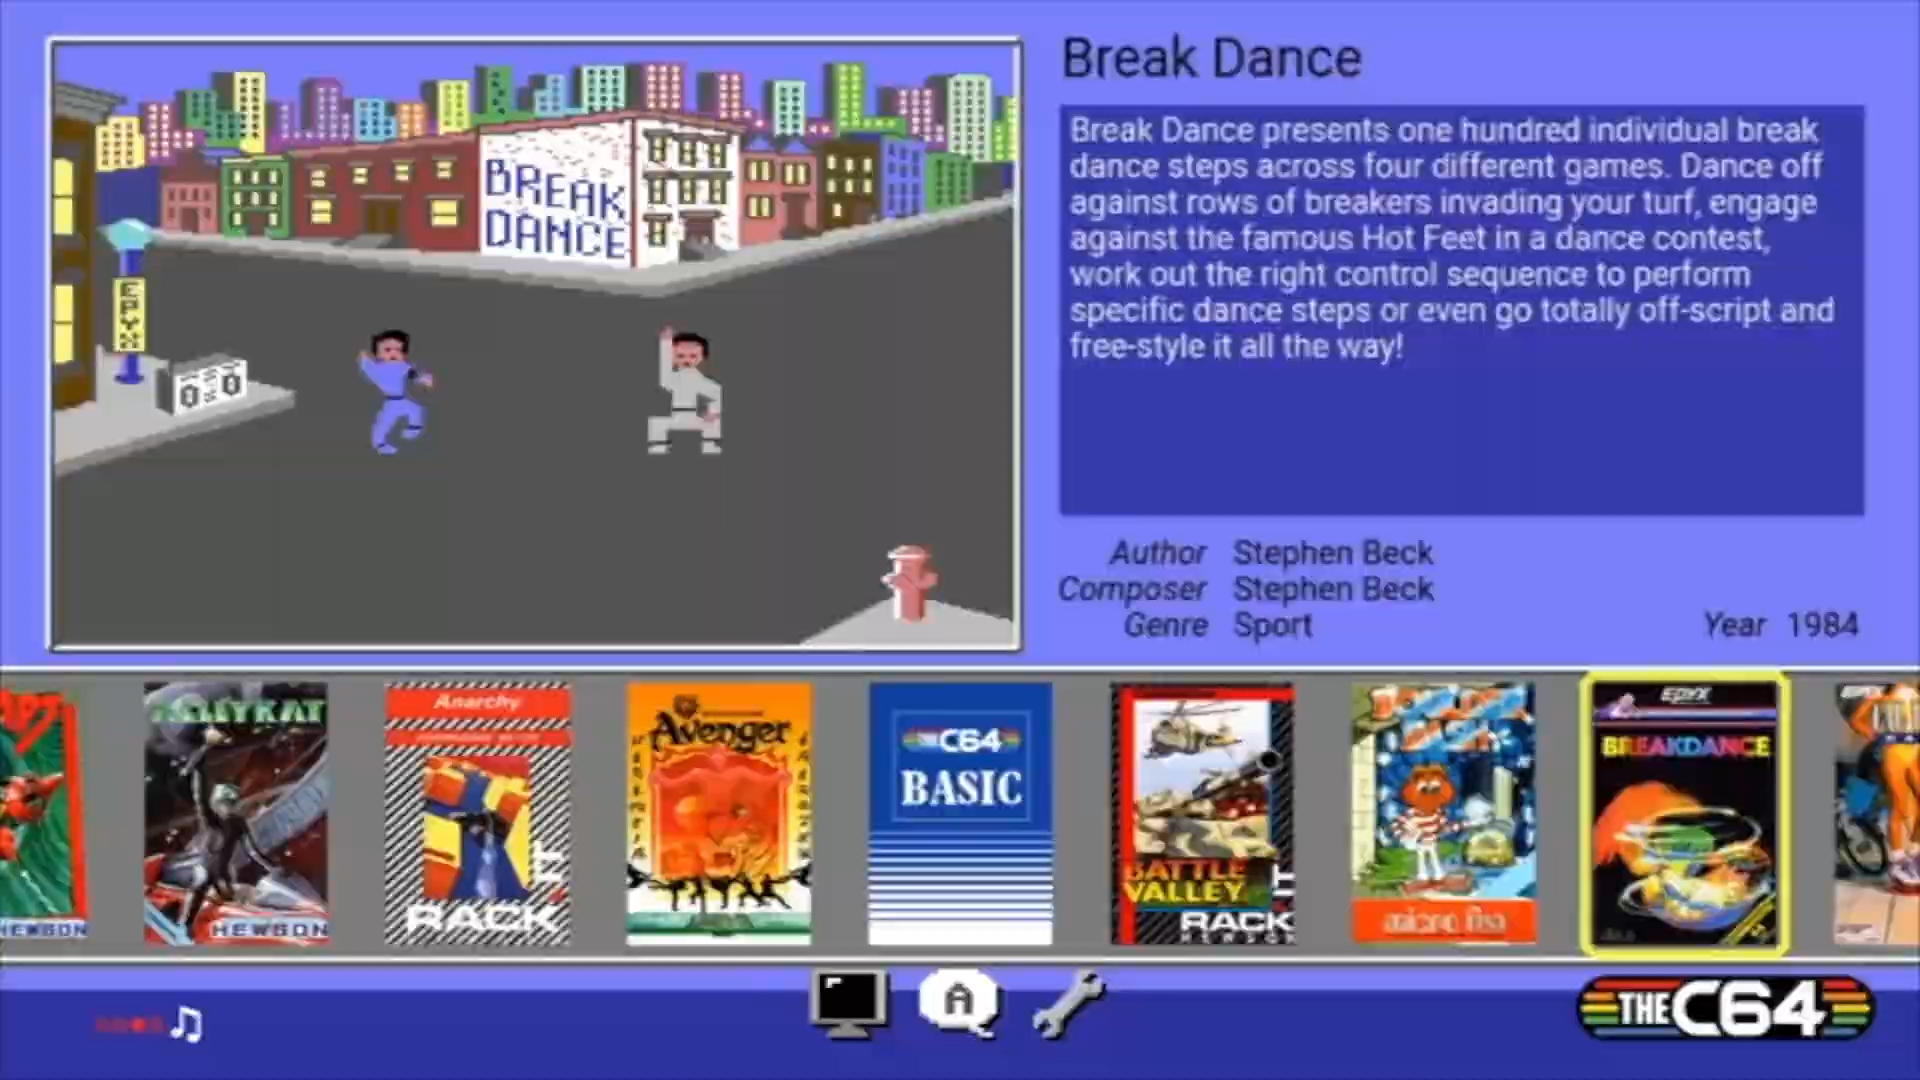 Break Dance
BREAK
DANCE
EPYX
Break Dance presents one hundred individual break
dance steps across four different games. Dance off
against rows of breakers invading your turf, engage
against the famous Hot Feet in a dance contest,
work out the right control sequence to perform
specific dance steps or even go totally off-script and
free-style it all the way!
Author Stephen Beck
Composer Stephen Beck
Genre Sport
Year 1984
HEWSON
HEWSON
Anarchy
RACK
IT
Avenger
C64
BASIC
BATTLE
VALLEY
RACK
IT
HEWSON
micro
EPYX
BREAKDANCE
EPYX
A
THE C64